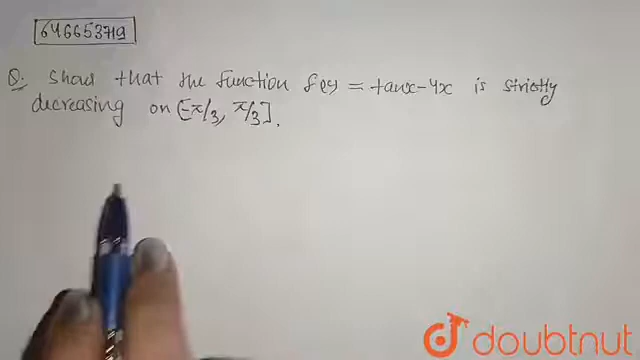 646653719
Q. Show that the function f(x) = tanx-4x is strictly
decreasing on [-π/3, π/3].
doubtnut